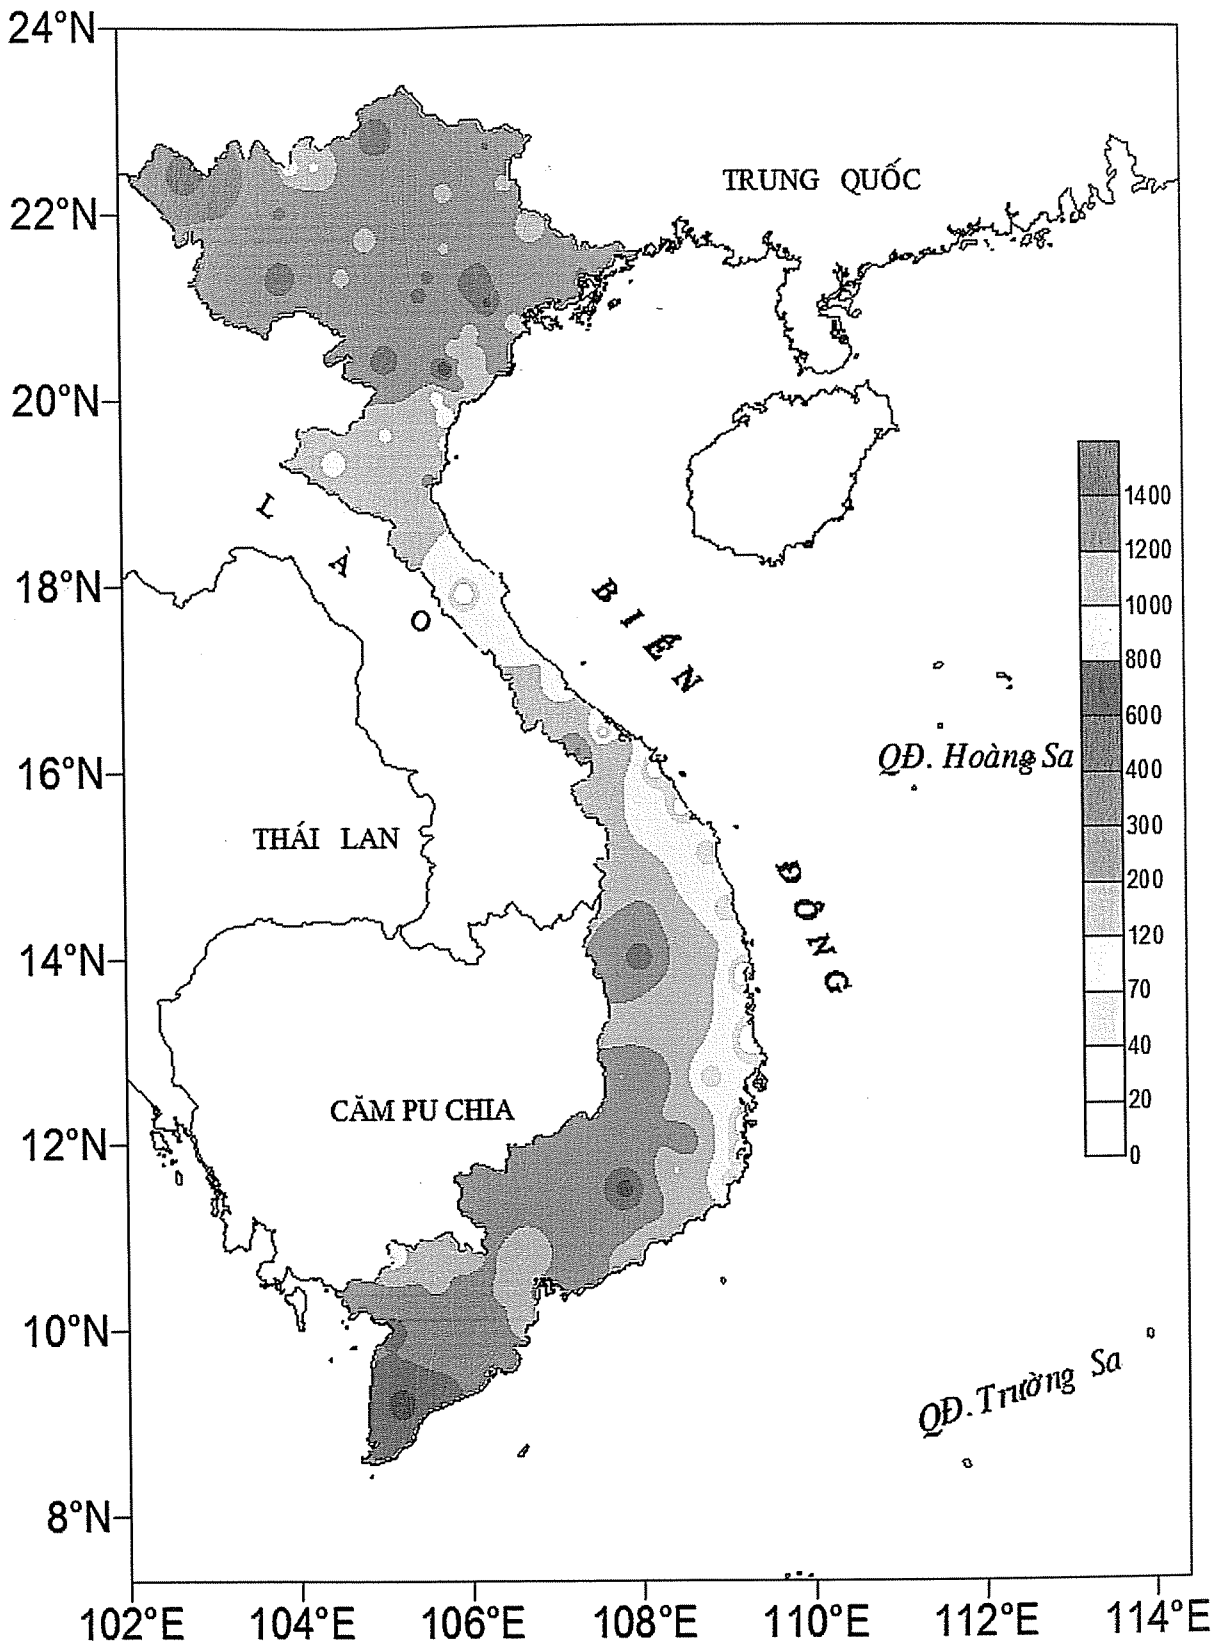 24°N
TRUNG QUỐC
22°N
20°N
1400
1200
1000
800
600
400
300
200
120
70
40
20
0
L
À
O
18°N
BIỂN
QĐ. Hoàng Sa
16°N
THÁI LAN
ĐÔNG
14°N
CĂM PU CHIA
12°N
10°N
QĐ. Trường Sa
8°N
102°E 104°E 106°E 108°E 110°E 112°E 114°E